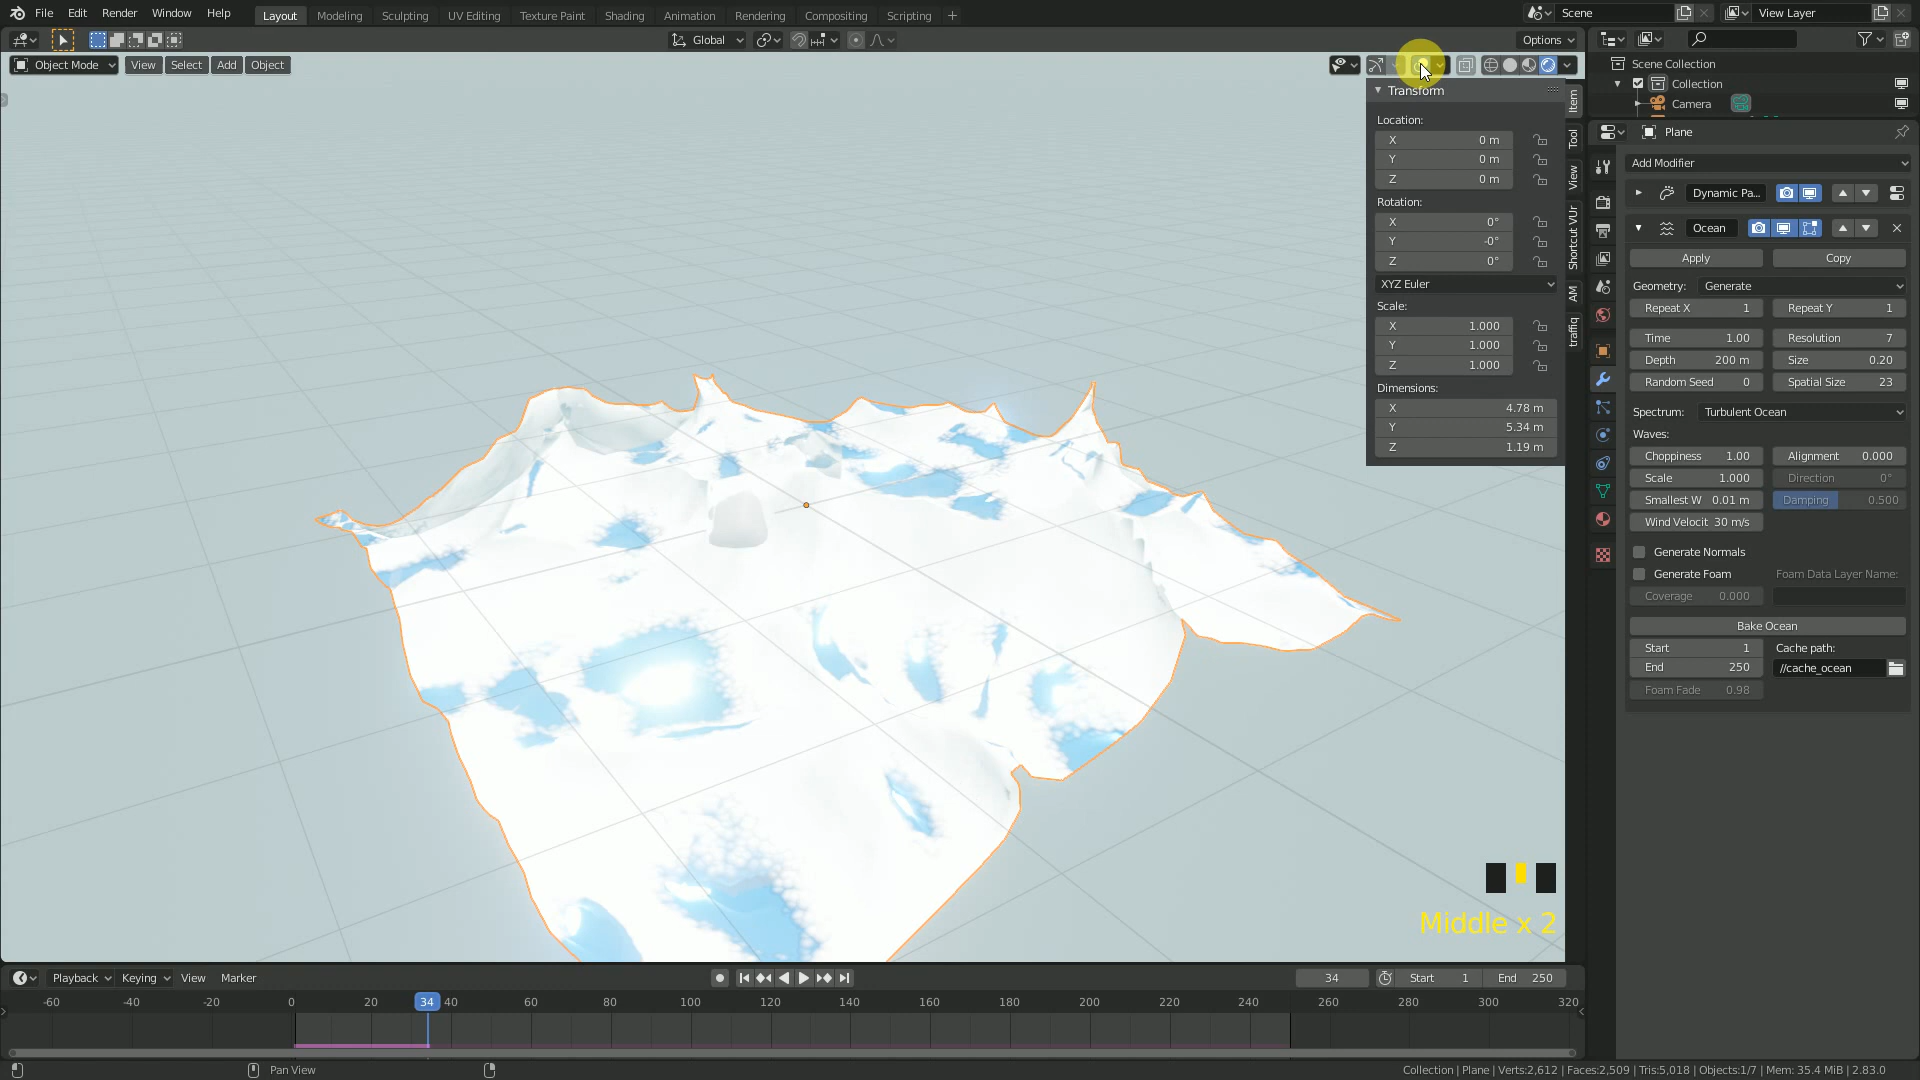 File Edit Render Window Help Layout Modeling Sculpting UV Editing Texture Paint Shading Animation Rendering Compositing Scripting + Scene View Layer
Global Options
Object Mode View Select Add Object
Scene Collection
Collection
Camera
Transform
Location:
X 0 m
Y 0 m
Z 0 m
Rotation:
X 0°
Y -0°
Z 0°
XYZ Euler
Scale:
X 1.000
Y 1.000
Z 1.000
Dimensions:
X 4.78 m
Y 5.34 m
Z 1.19 m
Item
Tool
View
Shortcut VUr
AM
traffiq
Plane
Add Modifier
Dynamic Pa...
Ocean
Apply Copy
Geometry: Generate
Repeat X 1 Repeat Y 1
Time 1.00 Resolution 7
Depth 200 m Size 0.20
Random Seed 0 Spatial Size 23
Spectrum: Turbulent Ocean
Waves:
Choppiness 1.00 Alignment 0.000
Scale 1.000 Direction 0°
Smallest W 0.01 m Damping 0.500
Wind Velocit 30 m/s
Generate Normals
Generate Foam Foam Data Layer Name:
Coverage 0.000
Bake Ocean
Start 1 Cache path:
End 250 //cache_ocean
Foam Fade 0.98
Middle x 2
Playback Keying View Marker 34 Start 1 End 250
-60 -40 -20 0 20 34 40 60 80 100 120 140 160 180 200 220 240 260 280 300 320
Pan View Collection | Plane | Verts:2,612 | Faces:2,509 | Tris:5,018 | Objects:1/7 | Mem: 35.4 MiB | 2.83.0